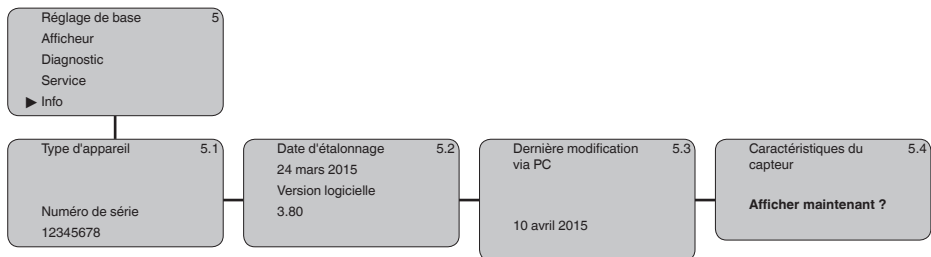 Réglage de base 5
Afficheur
Diagnostic
Service
▶ Info
Type d'appareil 5.1
Numéro de série
12345678
Date d'étalonnage 5.2
24 mars 2015
Version logicielle
3.80
Dernière modification 5.3
via PC
10 avril 2015
Caractéristiques du 5.4
capteur
Afficher maintenant ?